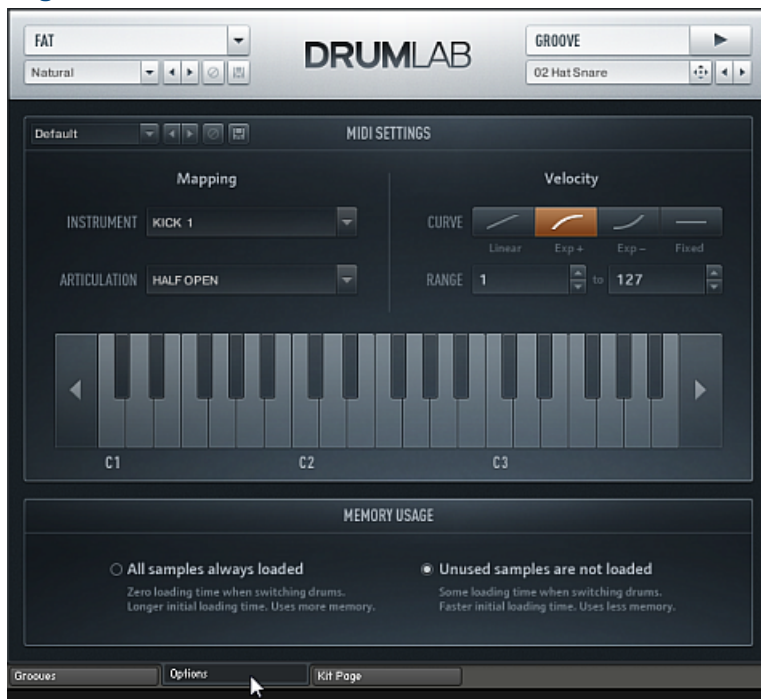 FAT
Natural
DRUMLAB
GROOVE
02 Hat Snare
Default
MIDI SETTINGS
Mapping
Velocity
INSTRUMENT KICK 1
CURVE
Linear Exp + Exp – Fixed
ARTICULATION HALF OPEN
RANGE 1 to 127
C1 C2 C3
MEMORY USAGE
All samples always loaded
Zero loading time when switching drums.
Longer initial loading time. Uses more memory.
Unused samples are not loaded
Some loading time when switching drums.
Faster initial loading time. Uses less memory.
Grooves Options Kit Page